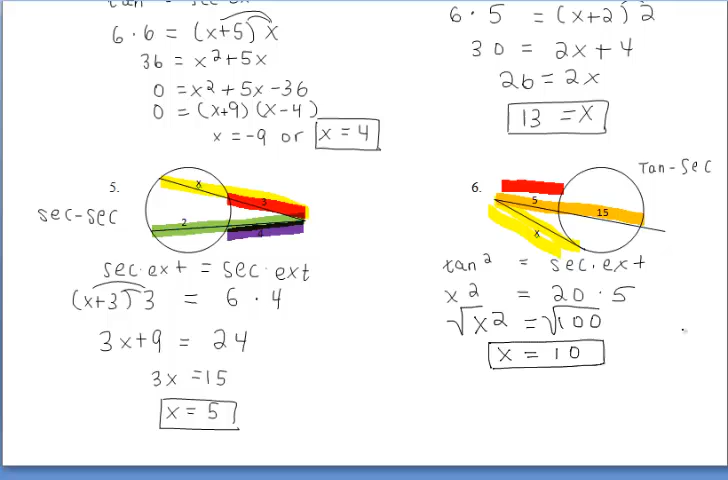 tan² = sec ext
6 · 6 = (x+5) x
36 = x² + 5x
0 = x² + 5x - 36
0 = (x+9) (x-4)
x = -9 or x = 4
6 · 5 = (x+2) 2
30 = 2x + 4
26 = 2x
13 = x
5.
sec-sec
x
3
2
4
sec · ext = sec · ext
(x+3) 3 = 6 · 4
3x+9 = 24
3x = 15
x = 5
6.
Tan-Sec
5
15
x
tan² = sec · ext
x² = 20 · 5
√x² = √100
x = 10